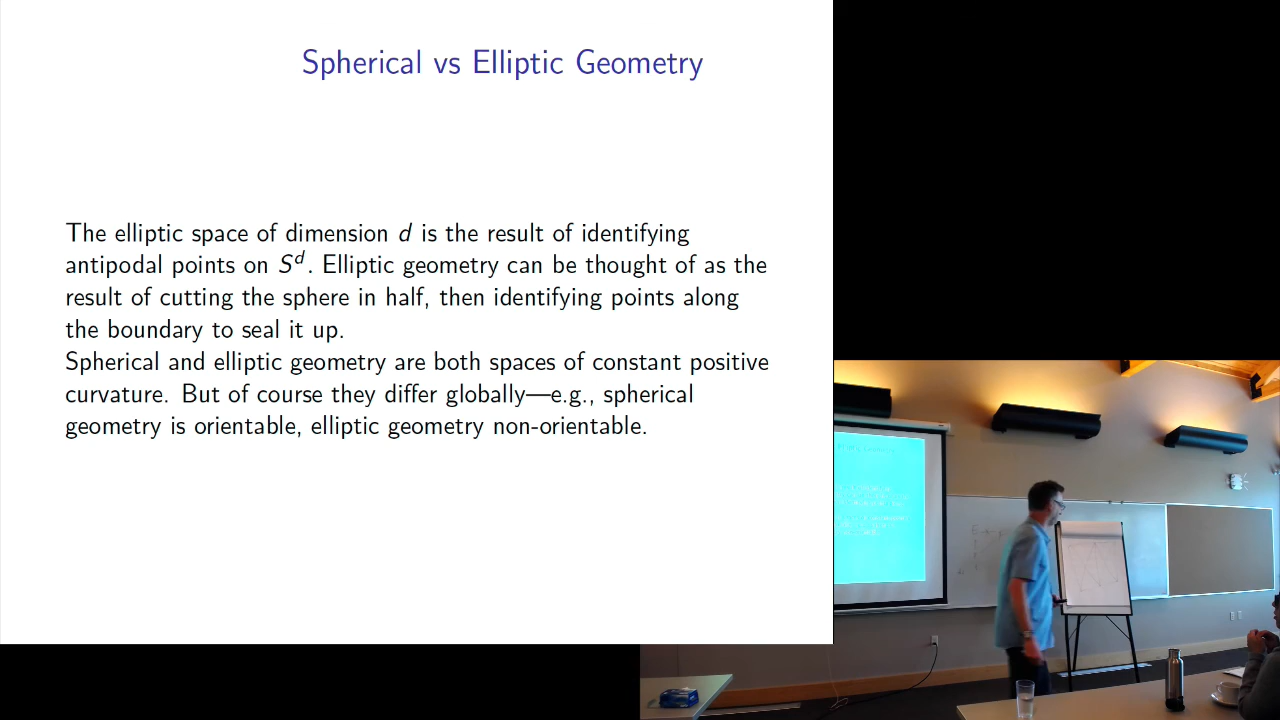 Spherical vs Elliptic Geometry
The elliptic space of dimension d is the result of identifying
antipodal points on S^d. Elliptic geometry can be thought of as the
result of cutting the sphere in half, then identifying points along
the boundary to seal it up.
Spherical and elliptic geometry are both spaces of constant positive
curvature. But of course they differ globally—e.g., spherical
geometry is orientable, elliptic geometry non-orientable.